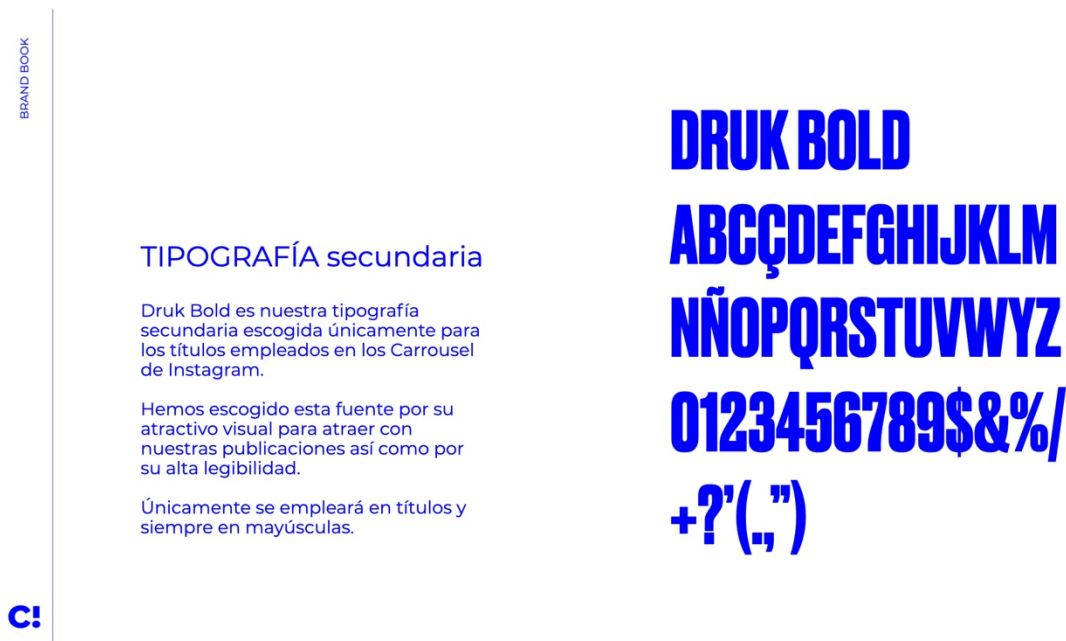 BRAND BOOK
TIPOGRAFÍA secundaria
Druk Bold es nuestra tipografía
secundaria escogida únicamente para
los títulos empleados en los Carrousel
de Instagram.
Hemos escogido esta fuente por su
atractivo visual para atraer con
nuestras publicaciones así como por
su alta legibilidad.
Únicamente se empleará en títulos y
siempre en mayúsculas.
DRUK BOLD
ABCÇDEFGHIJKLM
NÑOPQRSTUVWYZ
0123456789$&%/
+?’(.,”)
C!